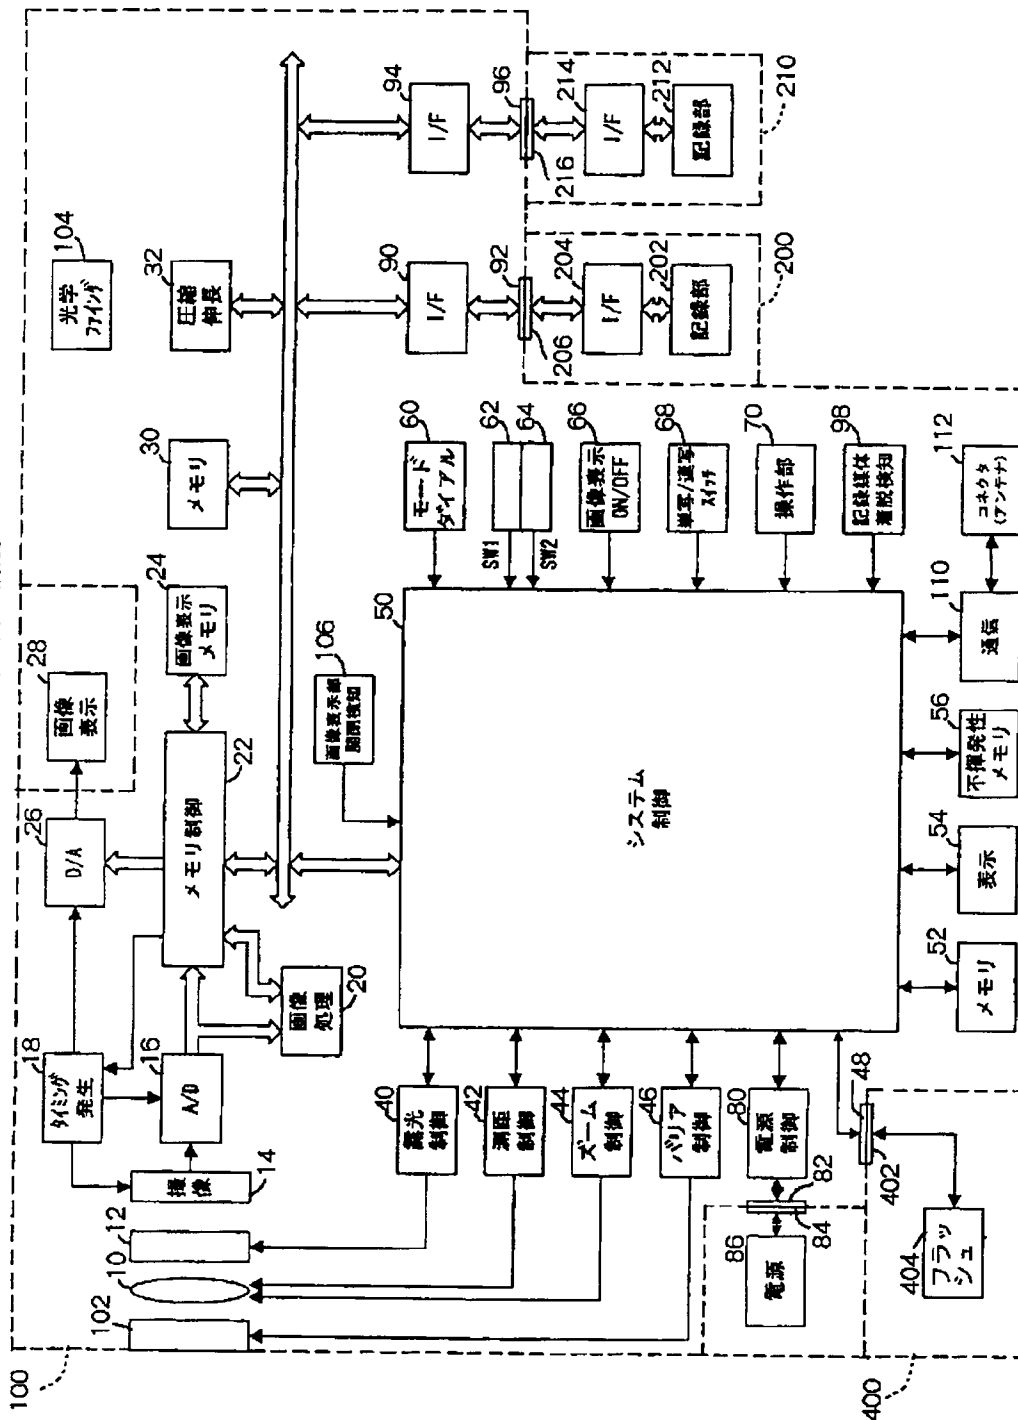 100
102
10
12
14
撮像
16
A/D
18
タイミング
発生
20
画像
処理
22
メモリ制御
24
画像表示
メモリ
26
D/A
28
画像
表示
30
メモリ
32
圧縮
伸長
104
光学
ファインダ
40
露光
制御
42
測距
制御
44
ズーム
制御
46
バリア
制御
80
電源
制御
82
84
86
電源
48
402
404
フラッ
シュ
400
50
システム
制御
106
画像表示部
開閉検知
60
モード
ダイアル
62
SW1
64
SW2
66
画像表示
ON/OFF
68
単写/連写
スイッチ
70
操作部
98
記録媒体
着脱検知
52
メモリ
54
表示
56
不揮発性
メモリ
110
通信
112
コネクタ
(アンテナ)
90
I/F
92
206
204
I/F
202
記録部
200
94
I/F
96
216
214
I/F
212
記録部
210